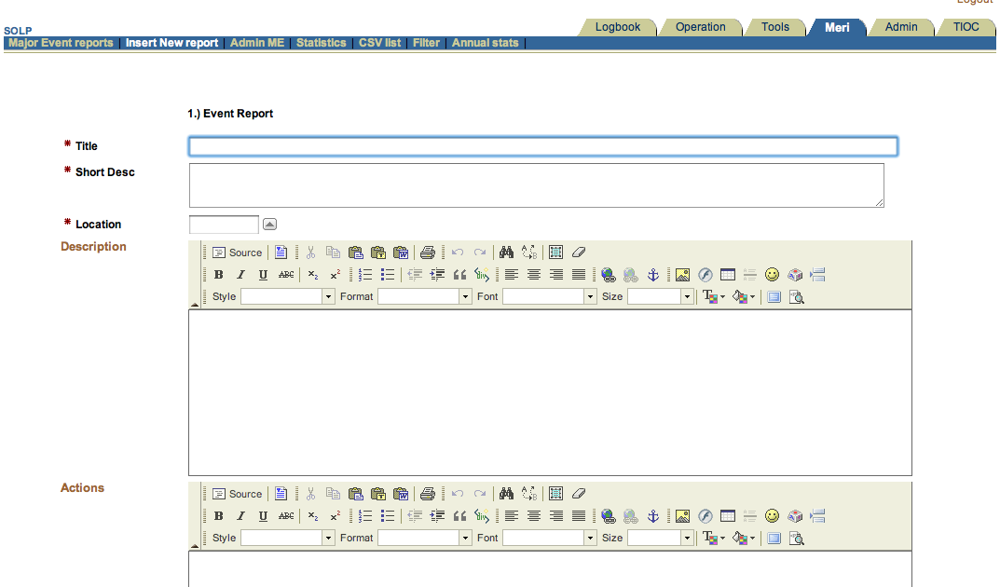 Logout
SOLP
Logbook Operation Tools Meri Admin TIOC
Major Event reports | Insert New report | Admin ME | Statistics | CSV list | Filter | Annual stats |
1.) Event Report
* Title
* Short Desc
* Location
Description
Source
B I U ABC x₂ x²
Style Format Font Size
Actions
Source
B I U ABC x₂ x²
Style Format Font Size